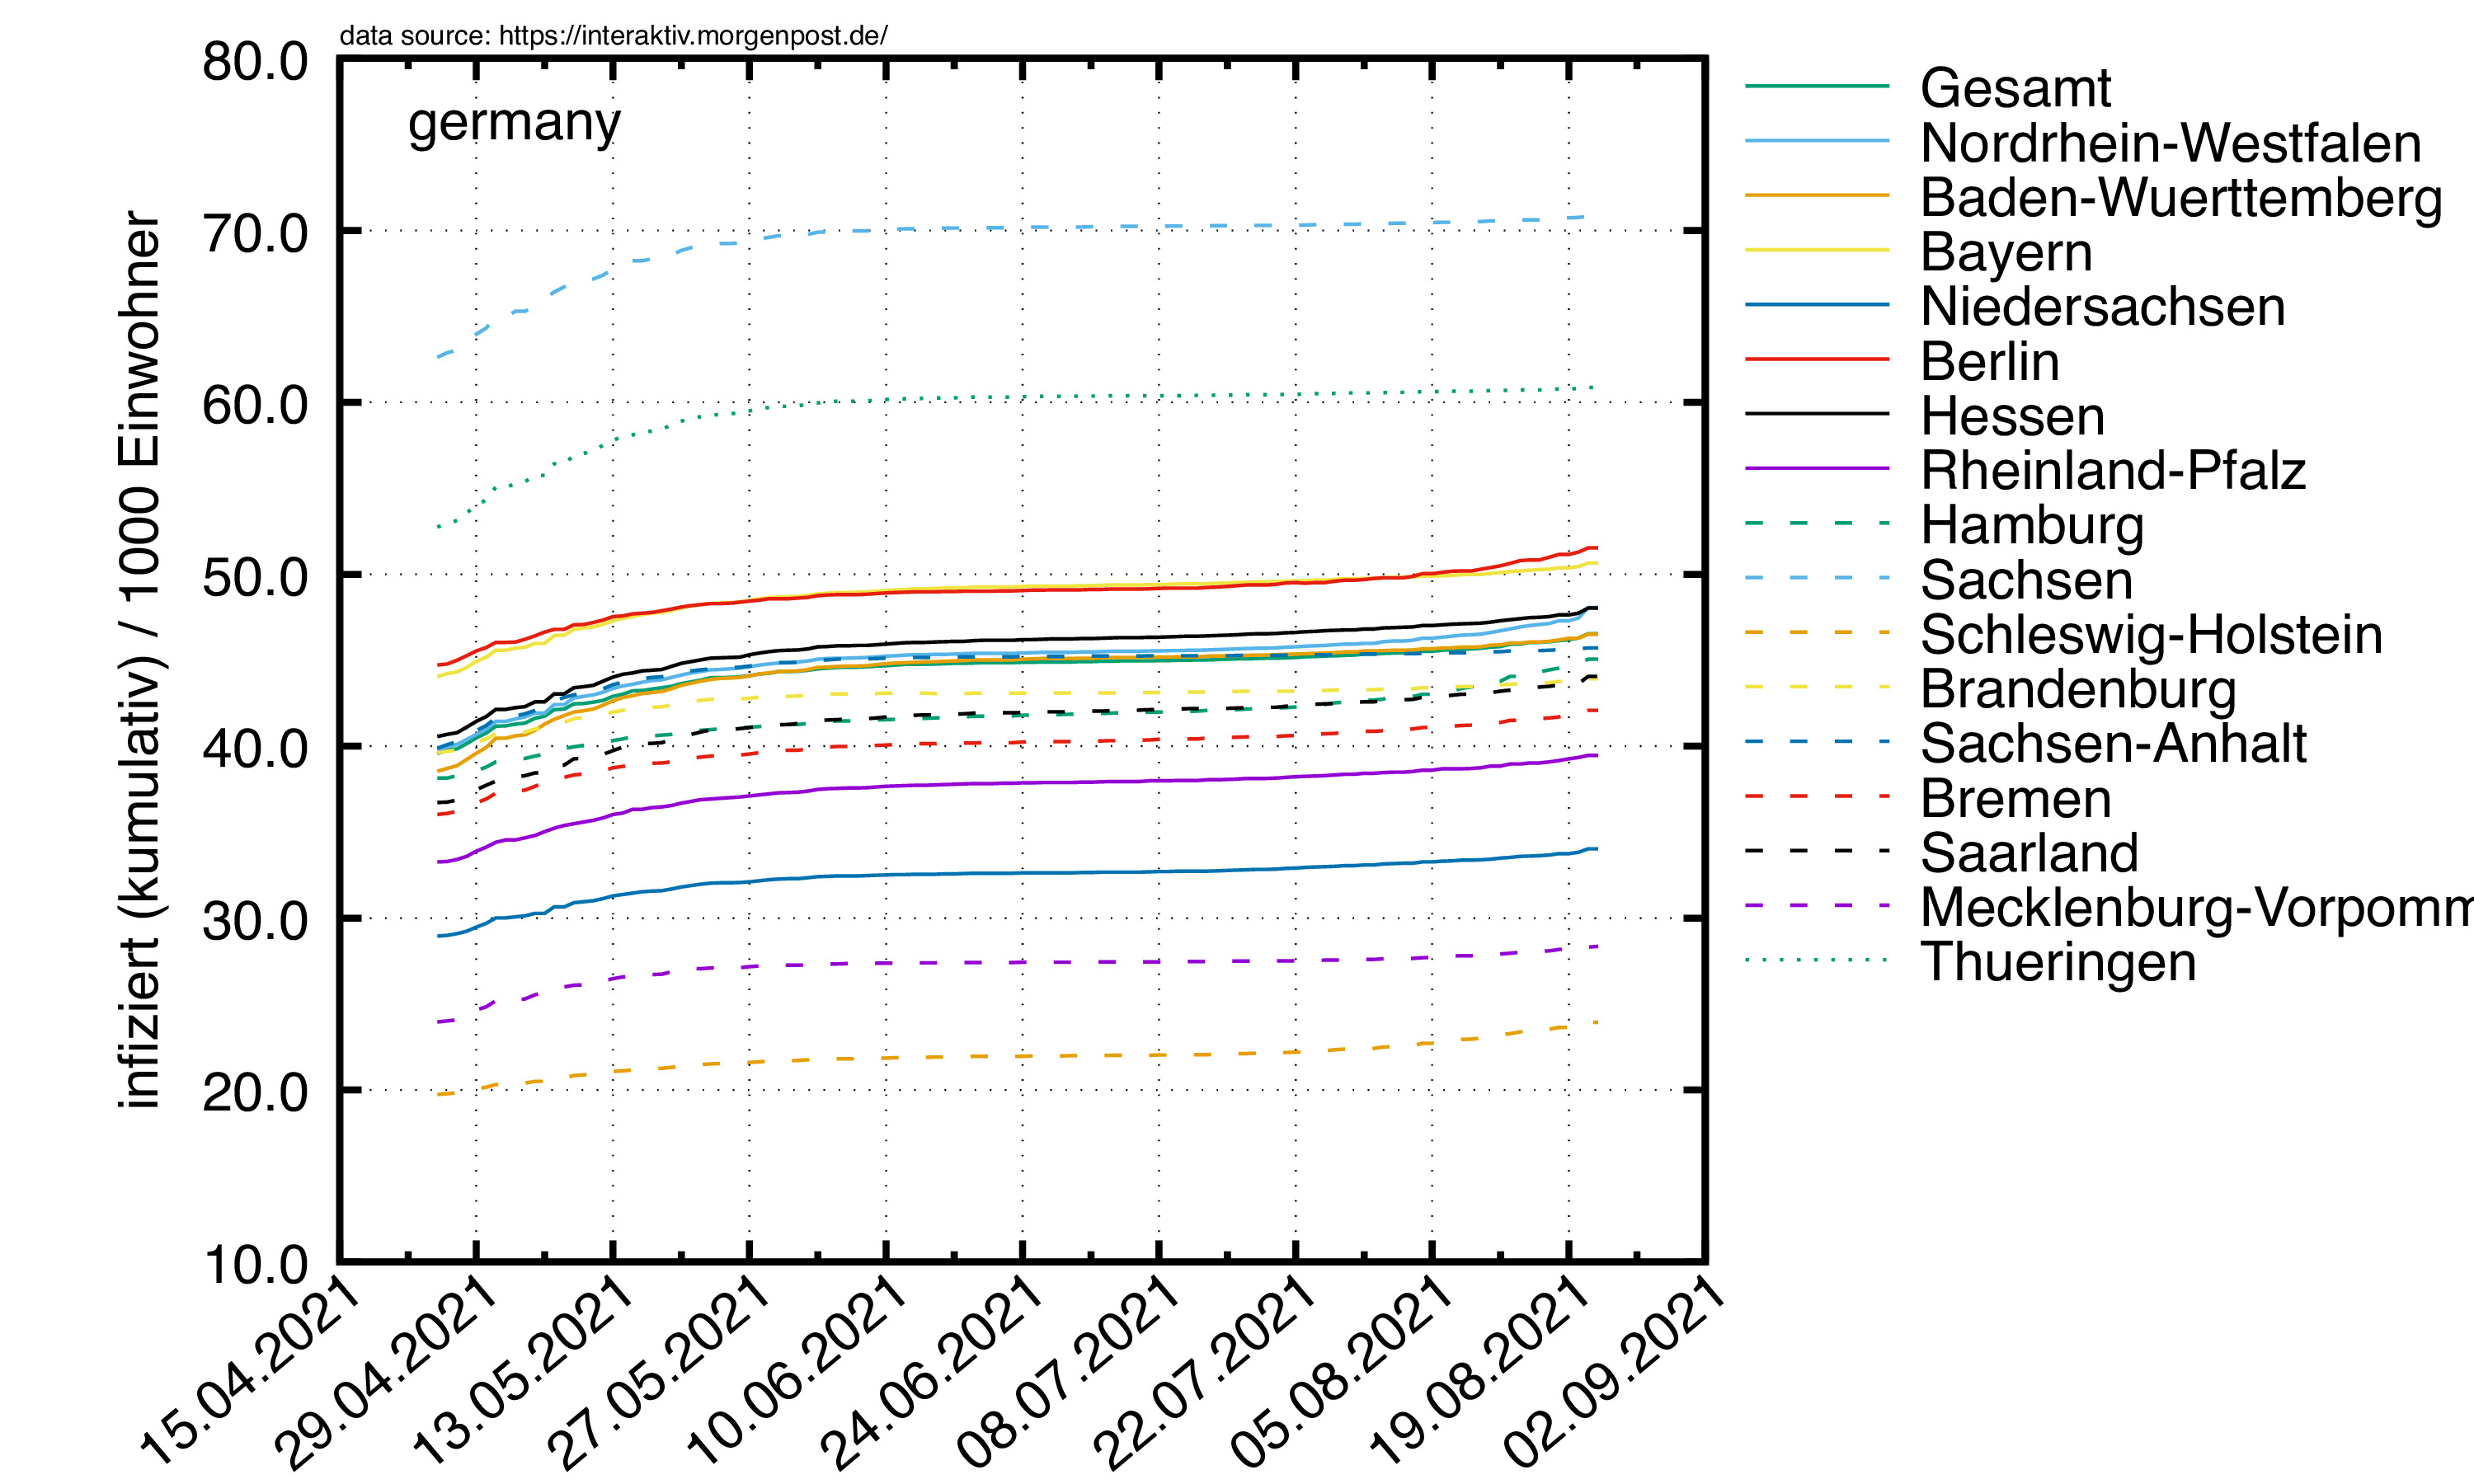 data source: https://interaktiv.morgenpost.de/
germany
infiziert (kumulativ) / 1000 Einwohner
80.0
70.0
60.0
50.0
40.0
30.0
20.0
10.0
15.04.2021
29.04.2021
13.05.2021
27.05.2021
10.06.2021
24.06.2021
08.07.2021
22.07.2021
05.08.2021
19.08.2021
02.09.2021
Gesamt
Nordrhein-Westfalen
Baden-Wuerttemberg
Bayern
Niedersachsen
Berlin
Hessen
Rheinland-Pfalz
Hamburg
Sachsen
Schleswig-Holstein
Brandenburg
Sachsen-Anhalt
Bremen
Saarland
Mecklenburg-Vorpomm
Thueringen